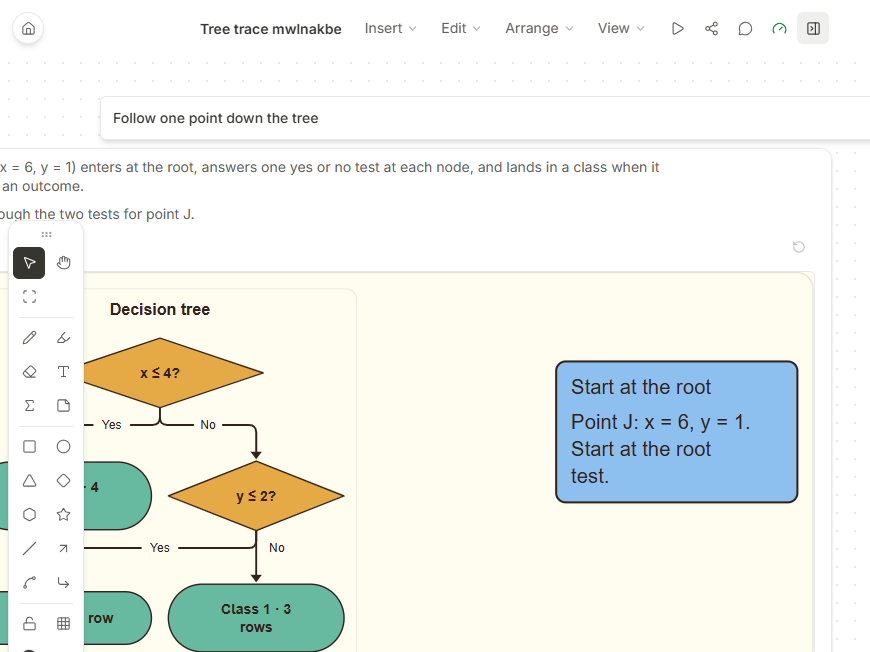 Tree trace mwlnakbe
Insert
Edit
Arrange
View
Follow one point down the tree
x = 6, y = 1) enters at the root, answers one yes or no test at each node, and lands in a class when it
an outcome.
ough the two tests for point J.
Decision tree
x ≤ 4?
Yes
No
· 4
y ≤ 2?
Yes
No
row
Class 1 · 3
rows
Start at the root
Point J: x = 6, y = 1.
Start at the root
test.